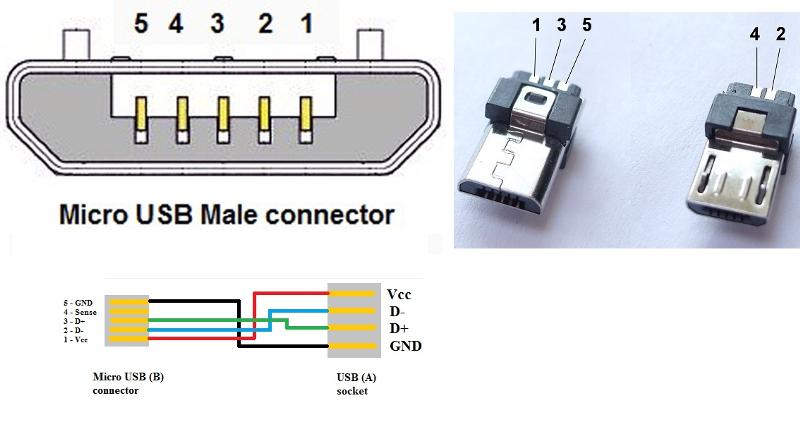 5 4 3 2 1
Micro USB Male connector
1 3 5
4 2
5 - GND
4 - Sense
3 - D+
2 - D-
1 - Vcc
Micro USB (B)
connector
Vcc
D-
D+
GND
USB (A)
socket